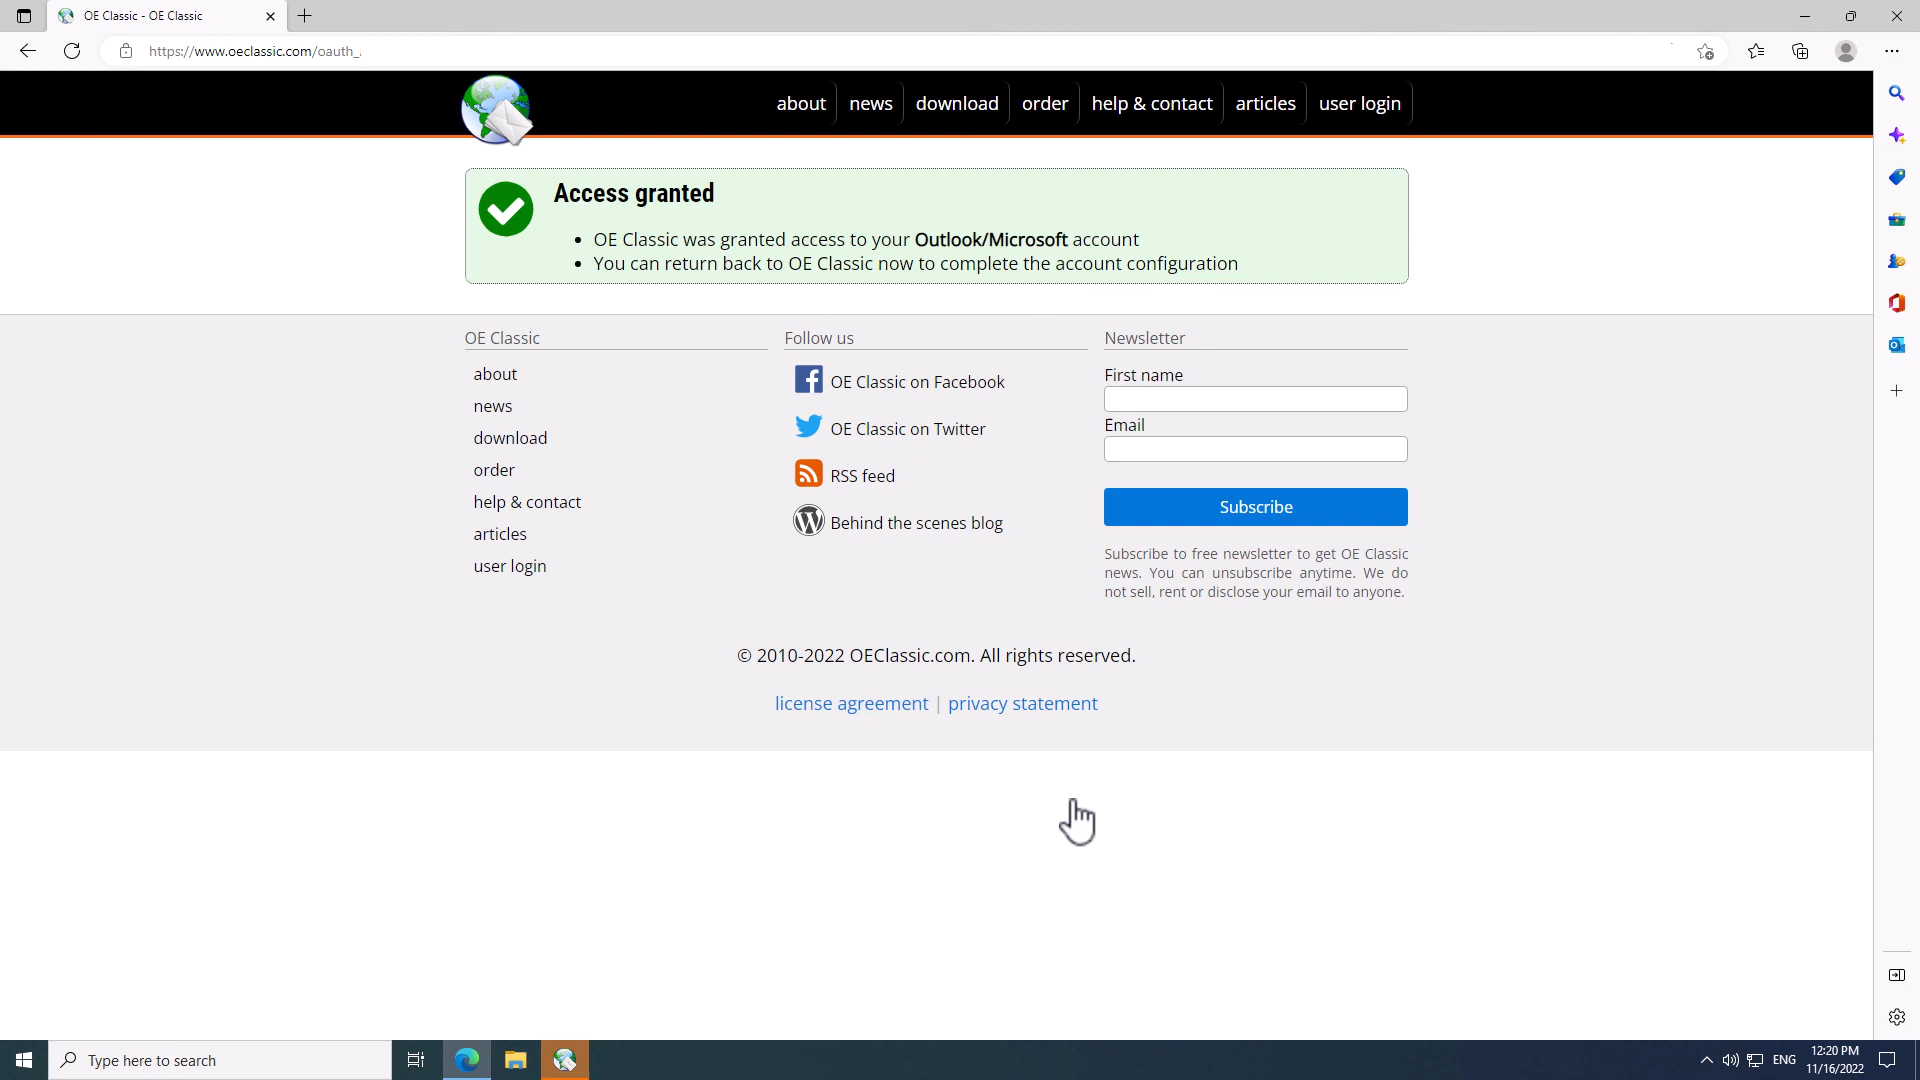 OE Classic - OE Classic
https://www.oeclassic.com/oauth_
about
news
download
order
help & contact
articles
user login
Access granted
• OE Classic was granted access to your Outlook/Microsoft account
• You can return back to OE Classic now to complete the account configuration
OE Classic
about
news
download
order
help & contact
articles
user login
Follow us
OE Classic on Facebook
OE Classic on Twitter
RSS feed
Behind the scenes blog
Newsletter
First name
Email
Subscribe
Subscribe to free newsletter to get OE Classic
news. You can unsubscribe anytime. We do
not sell, rent or disclose your email to anyone.
© 2010-2022 OEClassic.com. All rights reserved.
license agreement | privacy statement
Type here to search
ENG
12:20 PM
11/16/2022